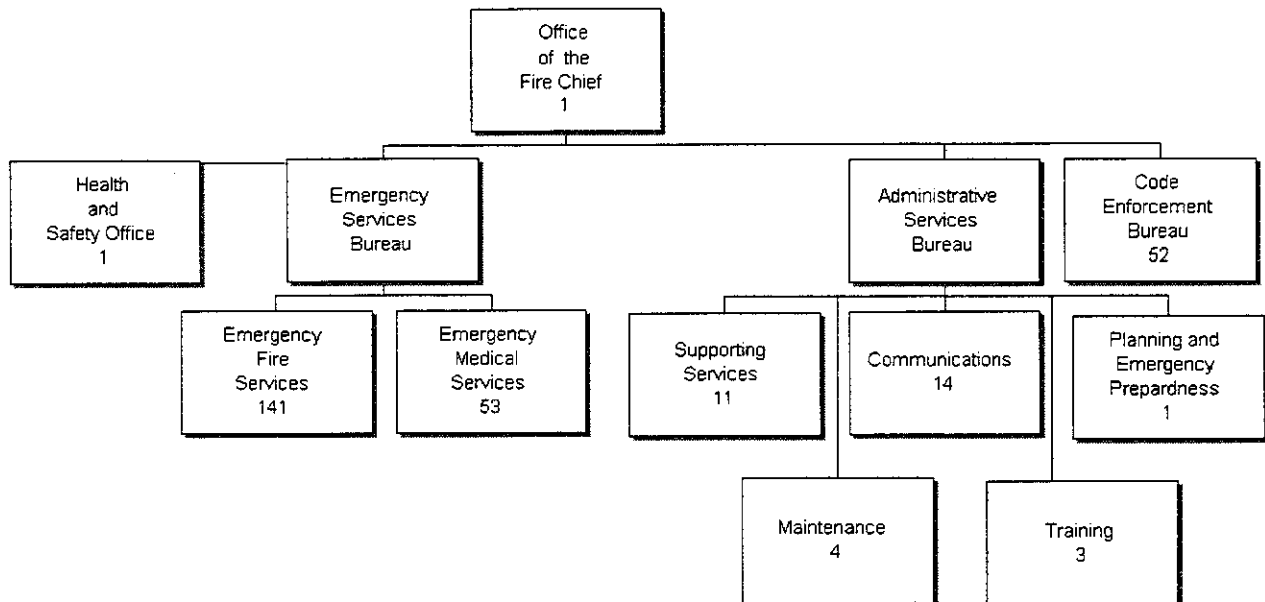 Office
of the
Fire Chief
1
Health
and
Safety Office
1
Emergency
Services
Bureau
Administrative
Services
Bureau
Code
Enforcement
Bureau
52
Emergency
Fire
Services
141
Emergency
Medical
Services
53
Supporting
Services
11
Communications
14
Planning and
Emergency
Prepardness
1
Maintenance
4
Training
3